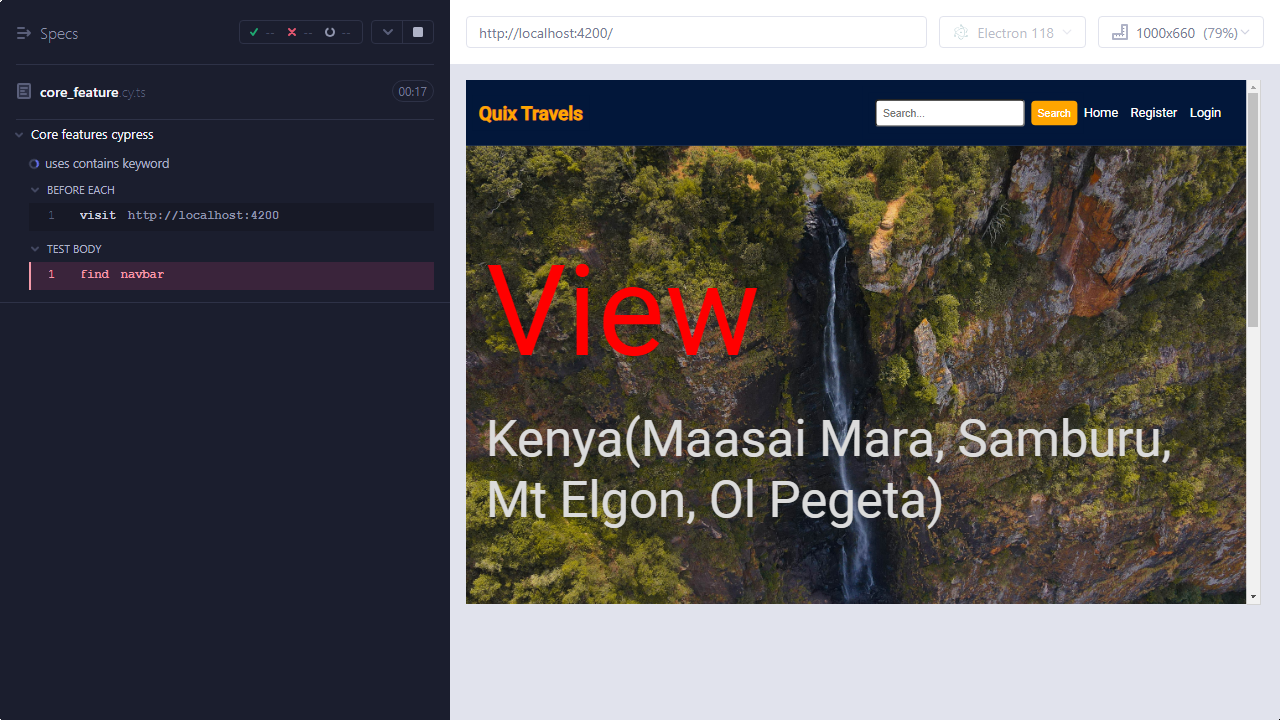 Specs
--
--
--
core_feature.cy.ts
00:17
Core features cypress
uses contains keyword
BEFORE EACH
1 visit http://localhost:4200
TEST BODY
1 find navbar
http://localhost:4200/
Electron 118
1000x660 (79%)
Quix Travels
Search...
Search
Home
Register
Login
View
Kenya(Maasai Mara, Samburu,
Mt Elgon, Ol Pegeta)